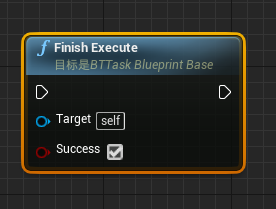 Finish Execute
目标是BTTask Blueprint Base
Target self
Success